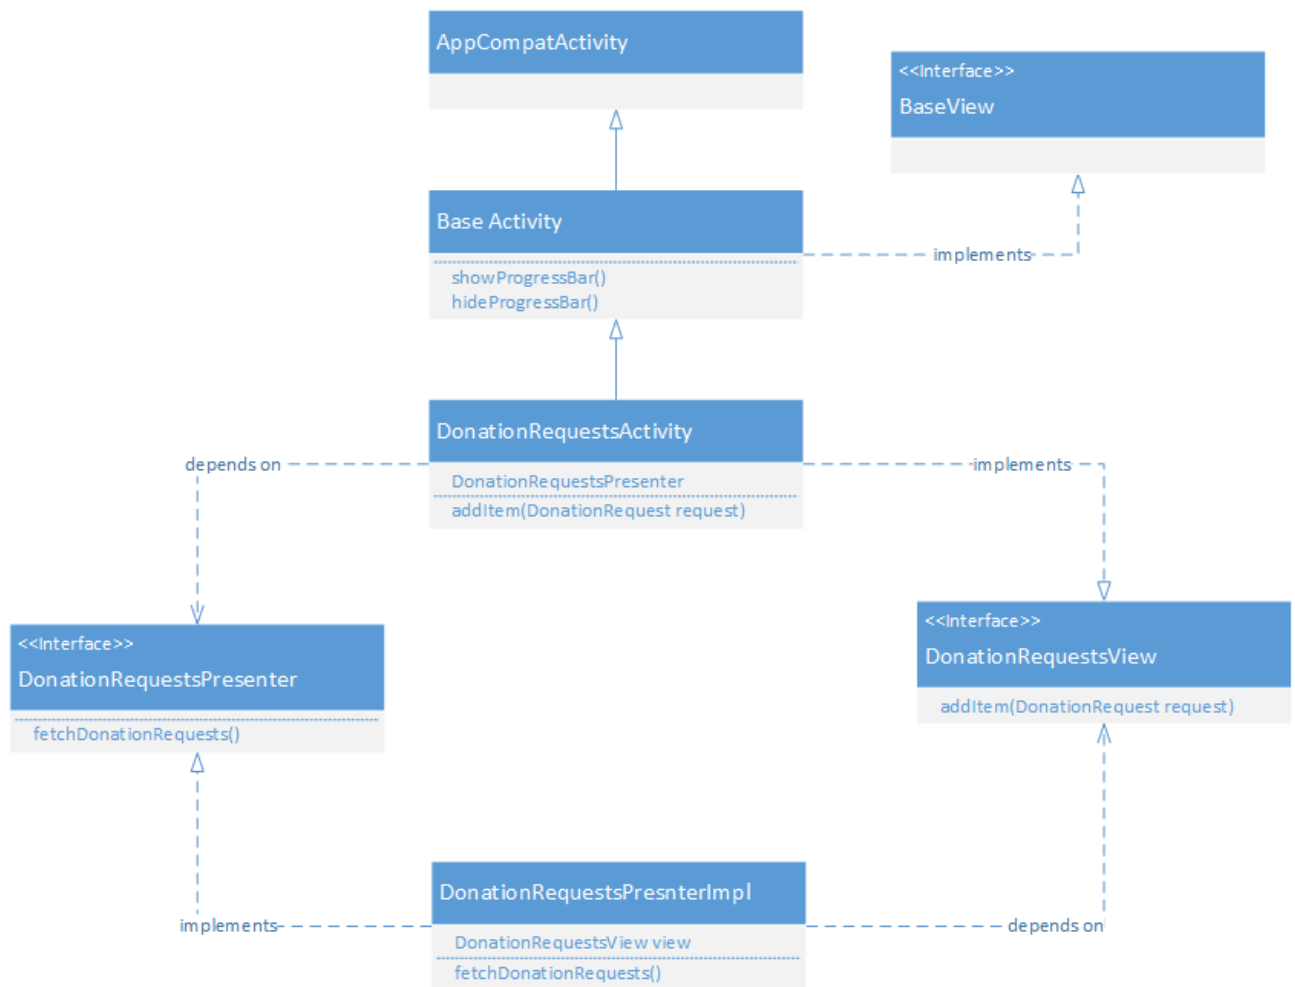 AppCompatActivity
<<Interface>>
BaseView
Base Activity
implements
showProgressBar()
hideProgressBar()
DonationRequestsActivity
depends on
implements
DonationRequestsPresenter
addItem(DonationRequest request)
<<Interface>>
DonationRequestsPresenter
fetchDonationRequests()
<<Interface>>
DonationRequestsView
addItem(DonationRequest request)
DonationRequestsPresnterImpl
implements
depends on
DonationRequestsView view
fetchDonationRequests()